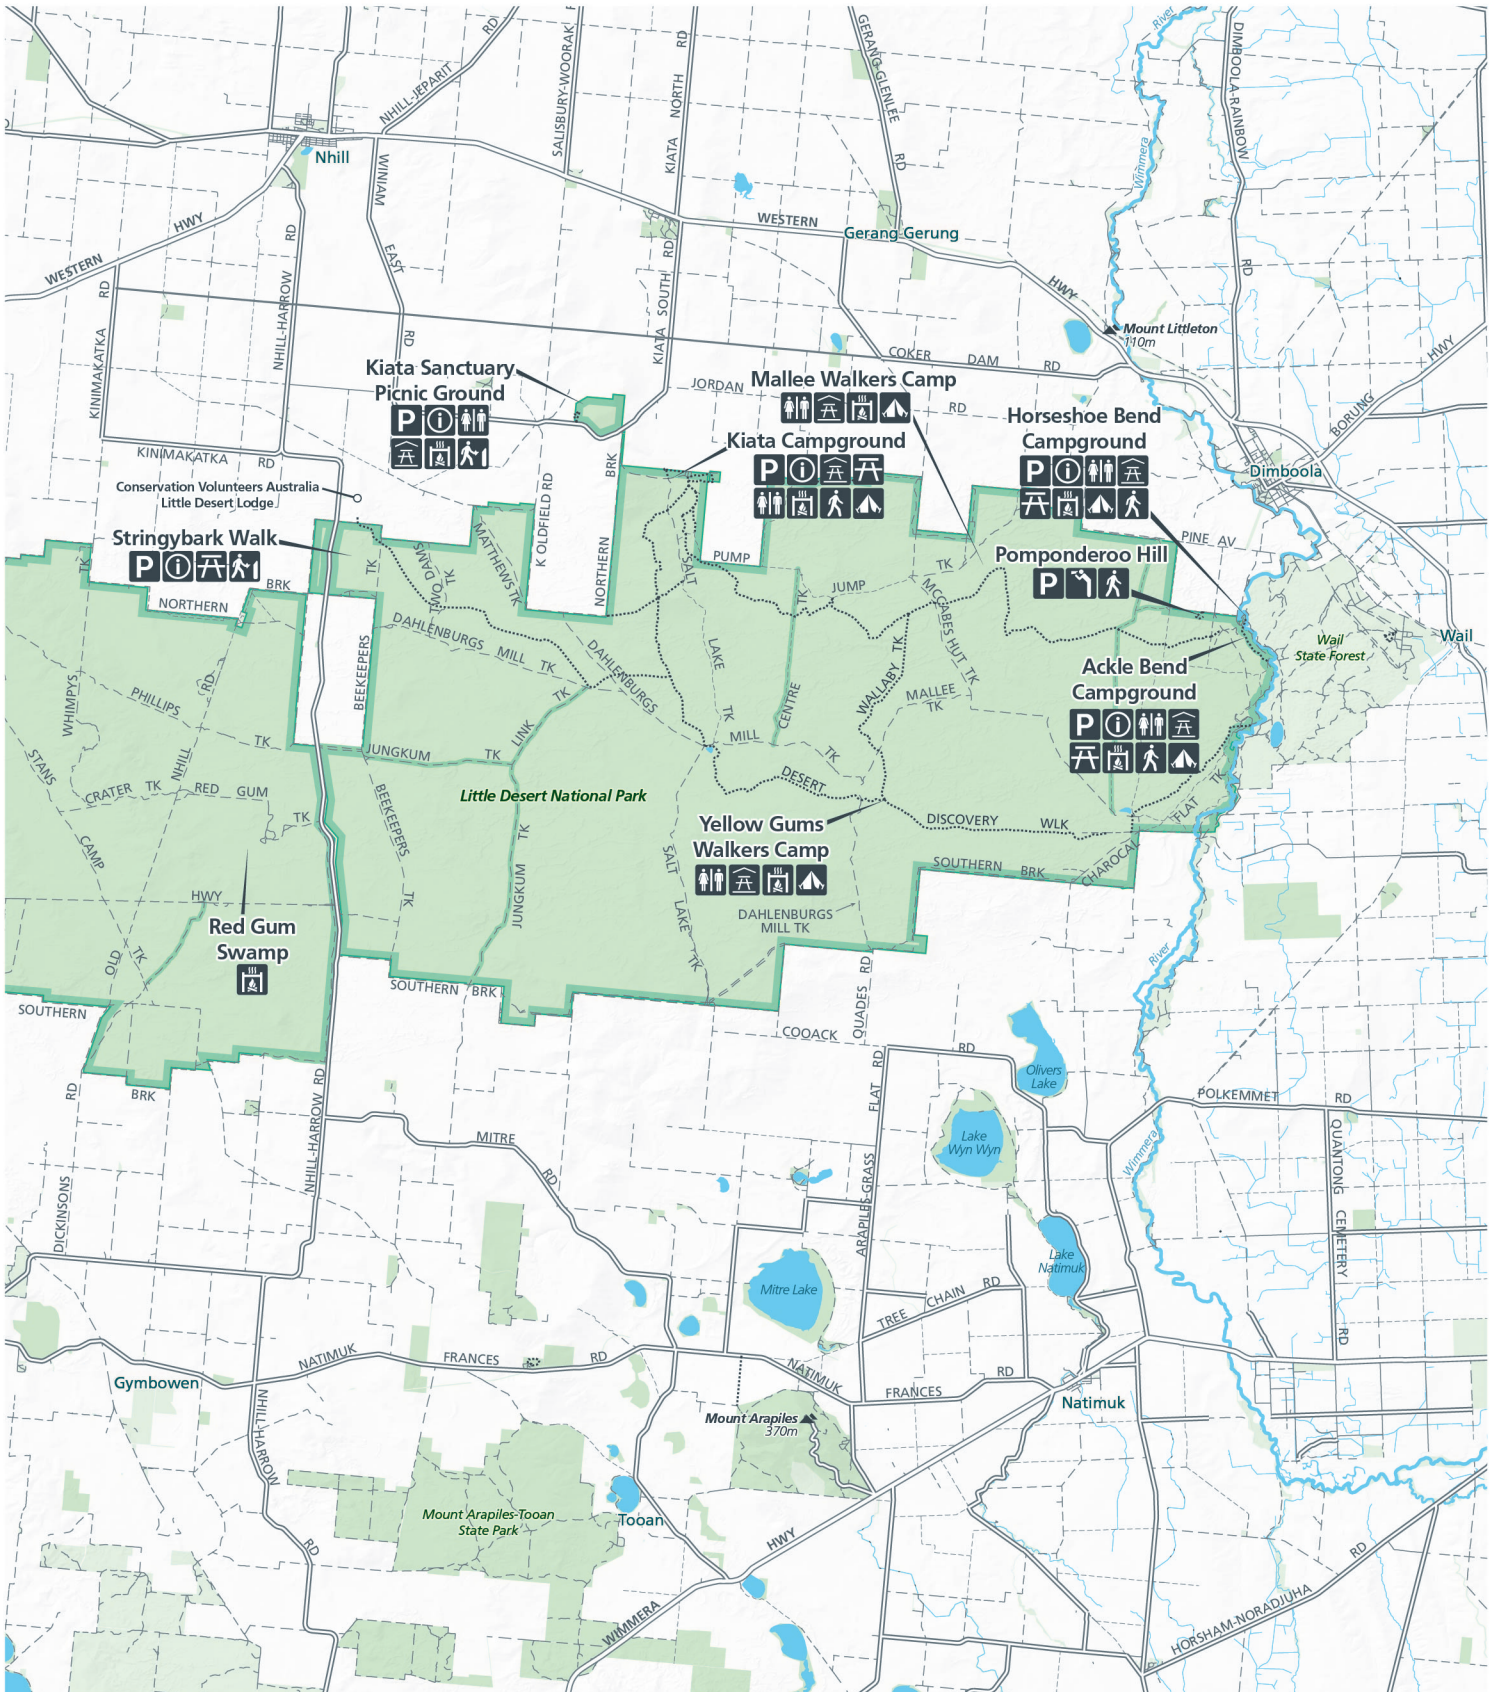 River
DIMBOOLA-RAINBOW
RD
GERANG-GLENLEE
RD
RD
NORTH
KIATA
SALISBURY-WOORAK
RD
NHILL-JEPARIT
Nhill
WINIAM
EAST
RD
Wimmera
HWY
WESTERN
RD
KINIMAKATKA
RD
NHILL-HARROW
WESTERN
Gerang Gerung
HWY
RD
SOUTH
KIATA
Mount Littleton
110m
COKER
DAM
RD
HWY
BORUNG
Kiata Sanctuary
Picnic Ground
P
JORDAN
RD
Mallee Walkers Camp
Kiata Campground
P
Horseshoe Bend
Campground
P
Dimboola
KINIMAKATKA
RD
Conservation Volunteers Australia
Little Desert Lodge
Stringybark Walk
P
BRK
NORTHERN
TK
TK
TWO DAM
TK
MATTHEWS TK
K OLDFIELD RD
BRK
NORTHERN
PUMP
JUMP
TK
PINE AV
Pomponderoo Hill
P
Wail
Wail
State Forest
SALT
LAKE
TK
TK
CENTRE
MCCABES HUT TK
WALLABY TK
MALLEE
TK
Ackle Bend
Campground
P
DAHLENBURGS
MILL
TK
DAHLENBURGS
MILL
TK
BEEKEEPERS
WHIMPYS
PHILLIPS
TK
RD
NHILL
STANS
CAMP
TK
OLD
CRATER
TK
RED
GUM
TK
JUNGKUM
TK
LINK
TK
BEEKEEPERS
TK
JUNGKUM
TK
Little Desert National Park
DESERT
DISCOVERY
WLK
Yellow Gums
Walkers Camp
SALT
LAKE
TK
DAHLENBURGS
MILL TK
SOUTHERN
BRK
CHAROCAL
FLAT
TK
HWY
Red Gum
Swamp
SOUTHERN
BRK
SOUTHERN
BRK
RD
DICKINSONS
River
COOACK
RD
QUADES
RD
RD
FLAT
ARAPILES-GRASS
Olivers
Lake
Lake
Wyn Wyn
Wimmera
POLKEMMET
RD
QUANTONG
CEMETERY
RD
RD
NHILL-HARROW
MITRE
RD
Mitre Lake
Lake
Natimuk
TREE
CHAIN
RD
NATIMUK
FRANCES
RD
NATIMUK
FRANCES
RD
Gymbowen
Natimuk
Mount Arapiles
370m
NHILL-HARROW
RD
Mount Arapiles-Tooan
State Park
Tooan
HWY
WIMMERA
RD
HORSHAM-NORADJUHA